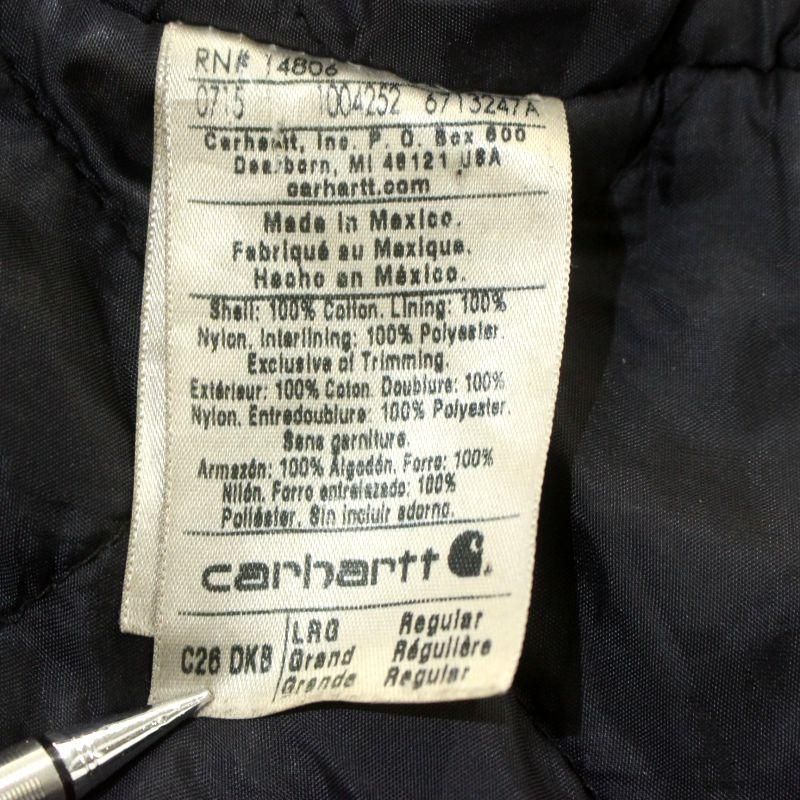 RN# 14806
0715 1004252 6713247A
Carhartt, Inc. P. O. Box 600
Dearborn, MI 48121 USA
carhartt.com
Made in Mexico.
Fabriqué au Mexique.
Hecho en México.
Shell: 100% Cotton. Lining: 100%
Nylon. Interlining: 100% Polyester.
Exclusive of Trimming.
Extérieur: 100% Coton. Doublure: 100%
Nylon. Entredoublure: 100% Polyester.
Sans garniture.
Armazón: 100% Algodón. Forro: 100%
Nilón. Forro entrelazado: 100%
Poliéster. Sin incluir adorno.
carhartt
C26 DKB LRG Regular
Grand Régulière
Grande Regular